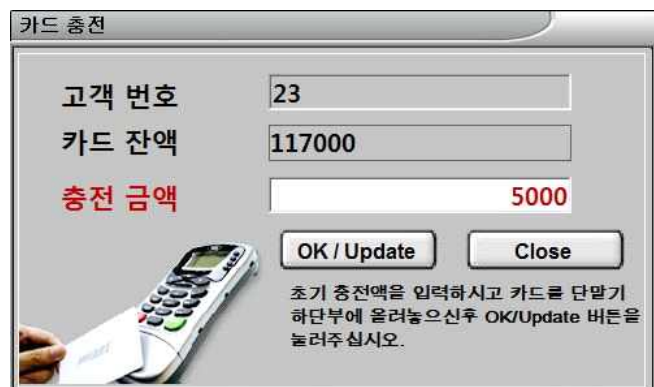 카드 충전
고객 번호 23
카드 잔액 117000
충전 금액 5000
OK / Update Close
초기 충전액을 입력하시고 카드를 단말기
하단부에 올려놓으신후 OK/Update 버튼을
눌러주십시오.